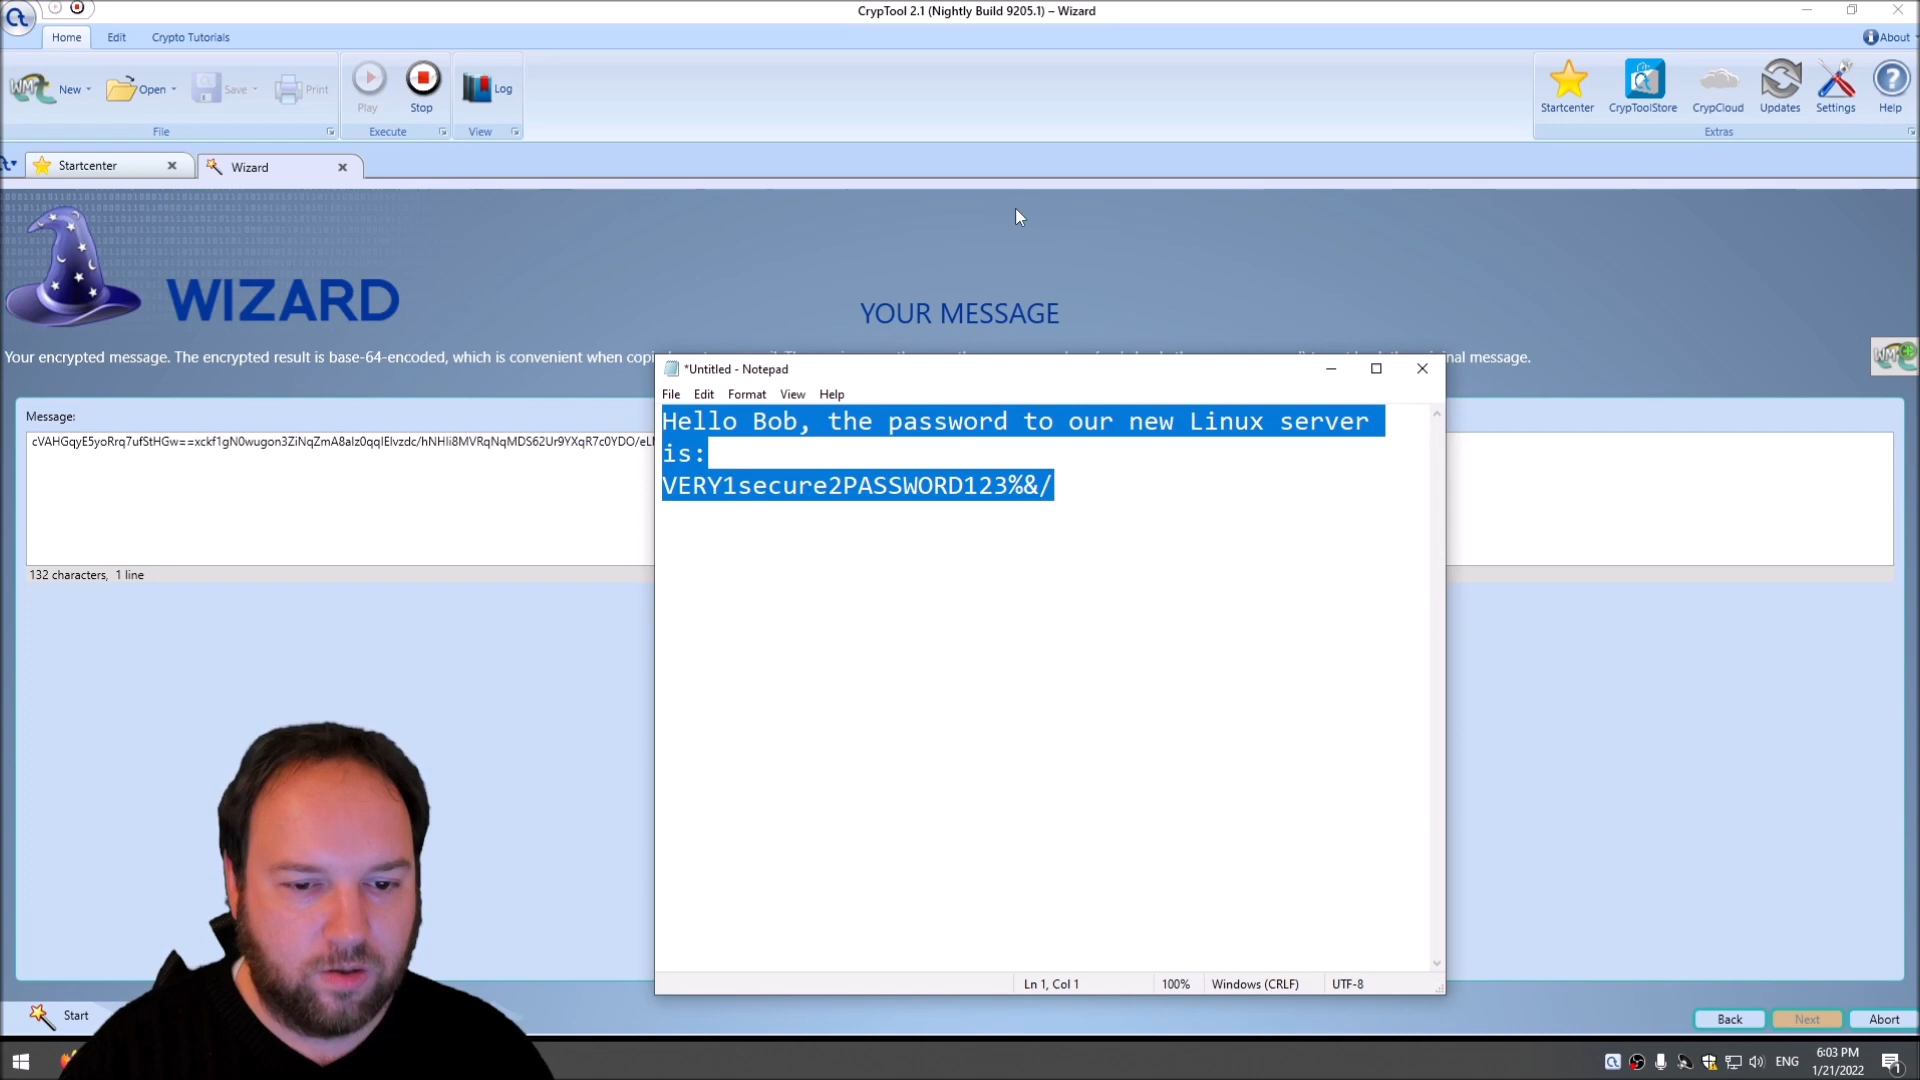 CrypTool 2.1 (Nightly Build 9205.1) – Wizard
Home Edit Crypto Tutorials
About
New Open Save Print
Play Stop Log
Startcenter CrypToolStore CrypCloud Updates Settings Help
File Execute View Extras
Startcenter Wizard
WIZARD
YOUR MESSAGE
Your encrypted message. The encrypted result is base-64-encoded, which is convenient when cop
nal message.
*Untitled - Notepad
File Edit Format View Help
Message:
Hello Bob, the password to our new Linux server
is:
VERY1secure2PASSWORD123%&/
132 characters, 1 line
Ln 1, Col 1 100% Windows (CRLF) UTF-8
Start
Back Next Abort
ENG
6:03 PM
1/21/2022